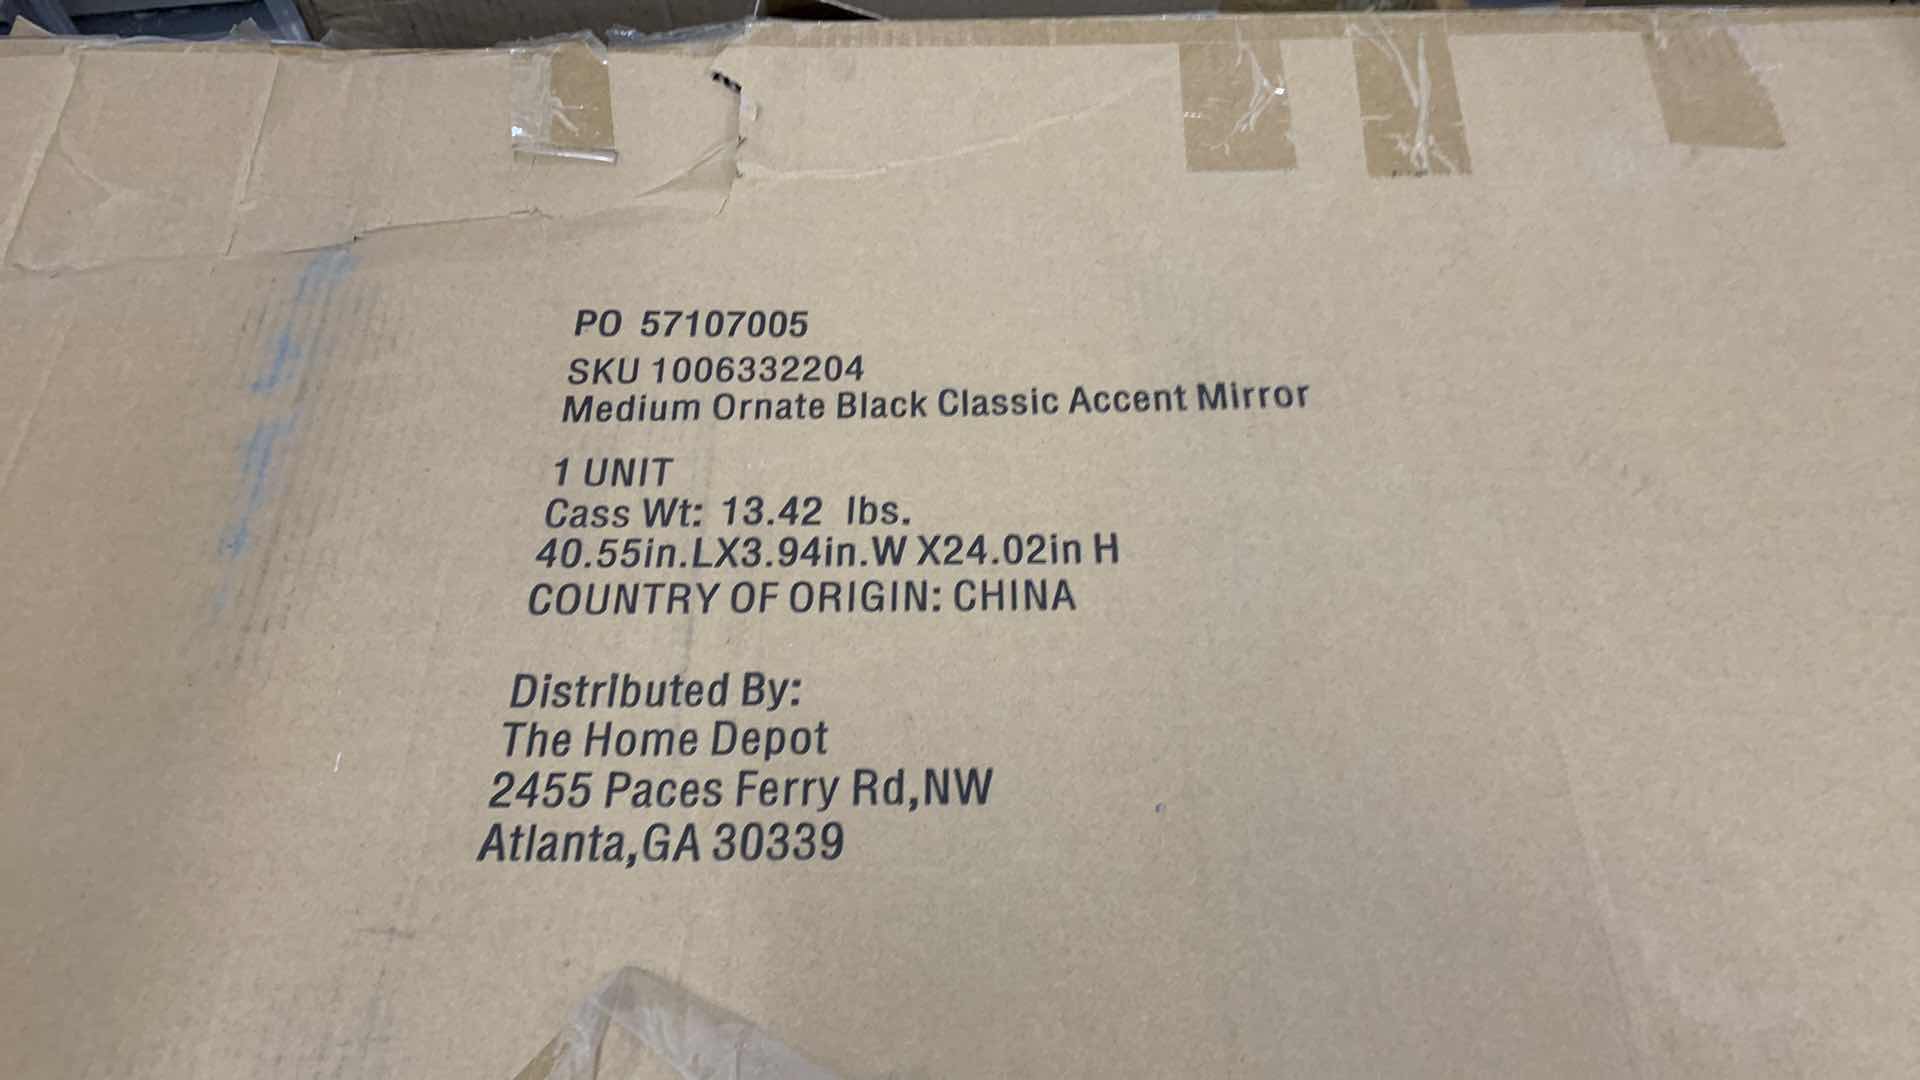 PO 57107005
SKU 1006332204
Medium Ornate Black Classic Accent Mirror
1 UNIT
Cass Wt: 13.42 lbs.
40.55in.LX3.94in.W X24.02in H
COUNTRY OF ORIGIN: CHINA
Distrlbuted By:
The Home Depot
2455 Paces Ferry Rd,NW
Atlanta,GA 30339